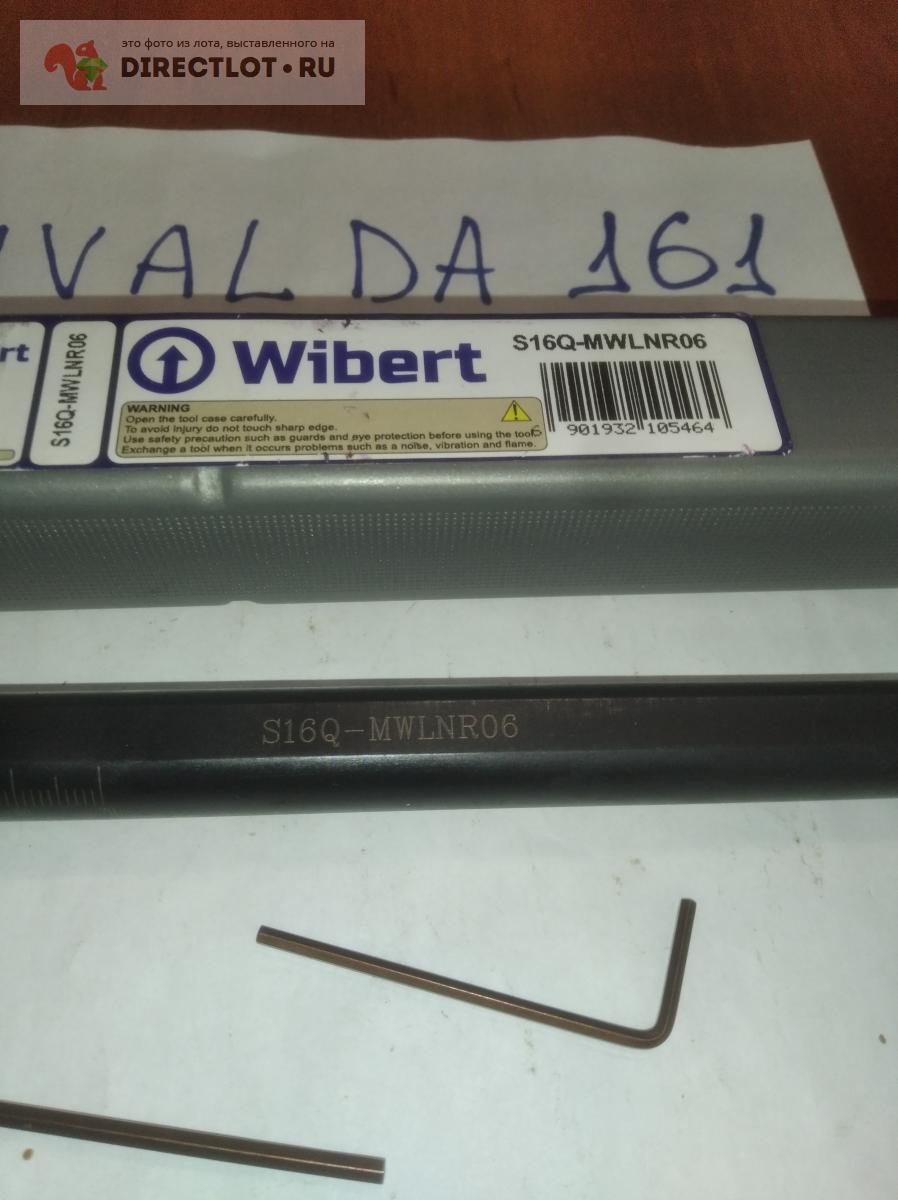 это фото из лота, выставленного на
DIRECTLOT.RU
VALDA 161
rt
S16Q-MWLNR06
Wibert
S16Q-MWLNR06
WARNING
Open the tool case carefully.
To avoid injury do not touch sharp edge.
Use safety precaution such as guards and eye protection before using the tool.
Exchange a tool when it occurs problems such as a noise, vibration and flame.
6 901932 105464
S16Q-MWLNR06